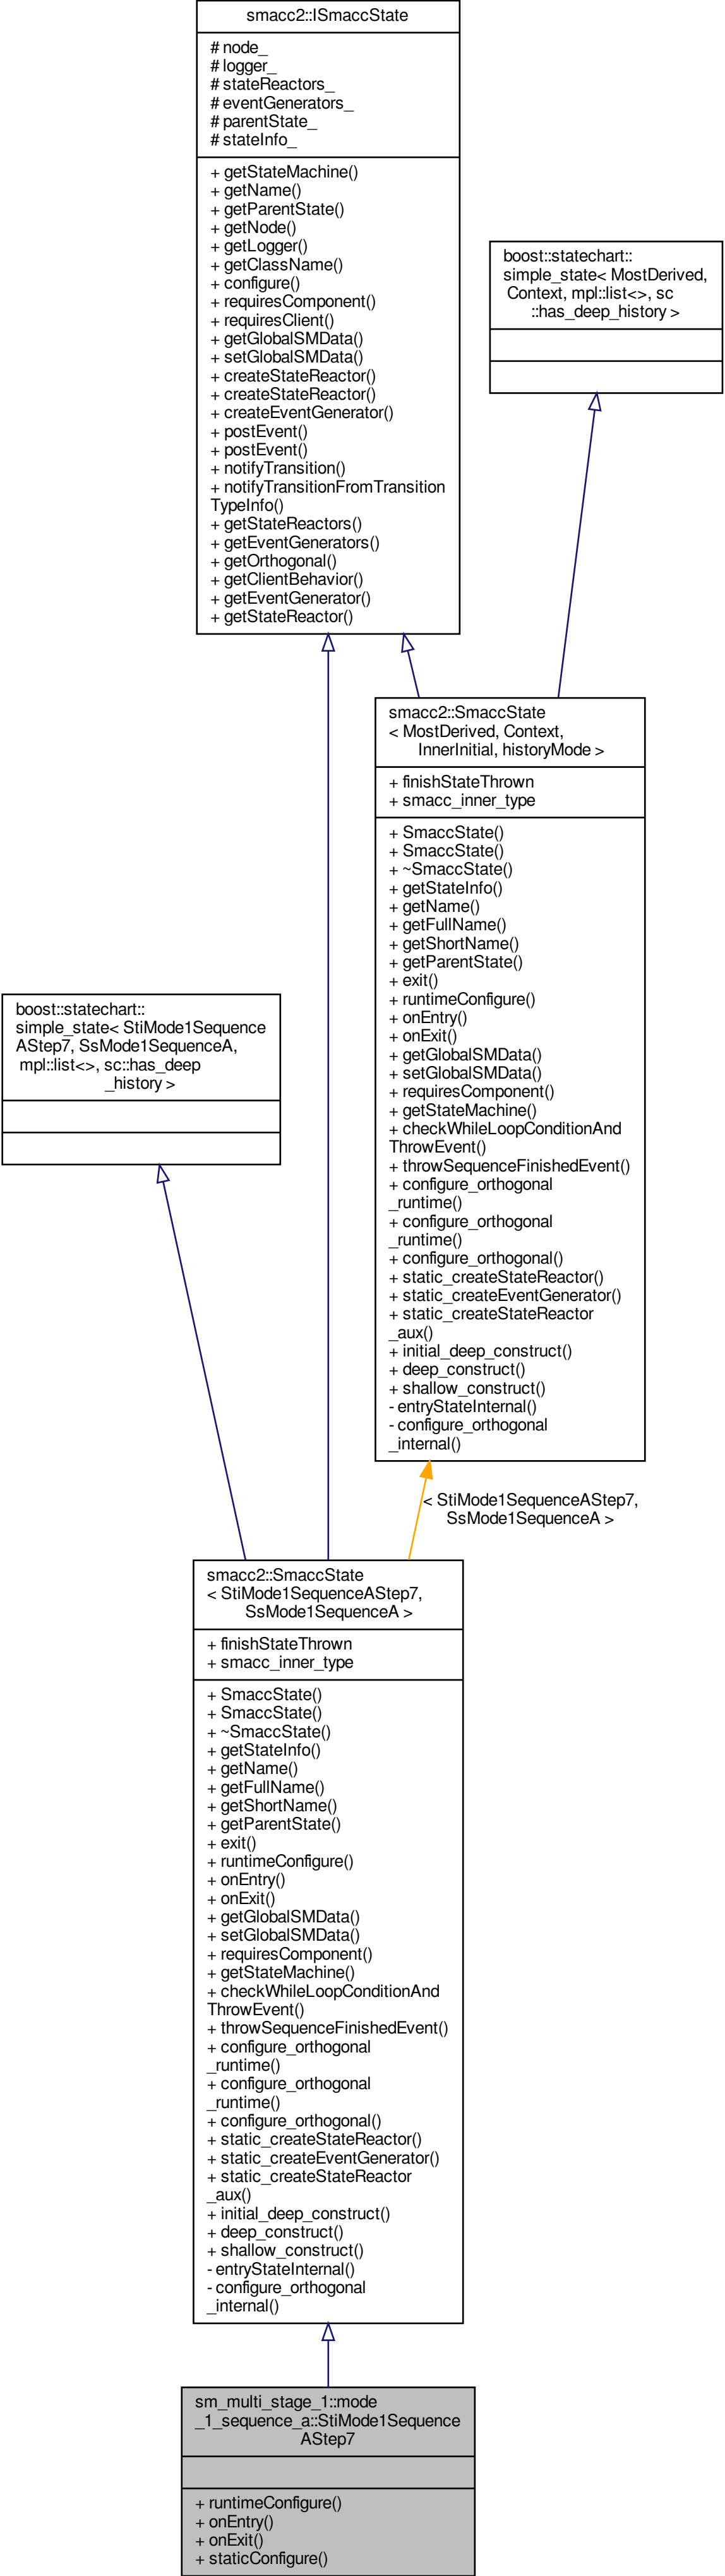 smacc2::ISmaccState
# node_
# logger_
# stateReactors_
# eventGenerators_
# parentState_
# stateInfo_
+ getStateMachine()
+ getName()
+ getParentState()
+ getNode()
+ getLogger()
+ getClassName()
+ configure()
+ requiresComponent()
+ requiresClient()
+ getGlobalSMData()
+ setGlobalSMData()
+ createStateReactor()
+ createStateReactor()
+ createEventGenerator()
+ postEvent()
+ postEvent()
+ notifyTransition()
+ notifyTransitionFromTransition
TypeInfo()
+ getStateReactors()
+ getEventGenerators()
+ getOrthogonal()
+ getClientBehavior()
+ getEventGenerator()
+ getStateReactor()
boost::statechart::
simple_state< MostDerived,
Context, mpl::list<>, sc
::has_deep_history >
smacc2::SmaccState
< MostDerived, Context,
InnerInitial, historyMode >
+ finishStateThrown
+ smacc_inner_type
+ SmaccState()
+ SmaccState()
+ ~SmaccState()
+ getStateInfo()
+ getName()
+ getFullName()
+ getShortName()
+ getParentState()
+ exit()
+ runtimeConfigure()
+ onEntry()
+ onExit()
+ getGlobalSMData()
+ setGlobalSMData()
+ requiresComponent()
+ getStateMachine()
+ checkWhileLoopConditionAnd
ThrowEvent()
+ throwSequenceFinishedEvent()
+ configure_orthogonal
_runtime()
+ configure_orthogonal
_runtime()
+ configure_orthogonal()
+ static_createStateReactor()
+ static_createEventGenerator()
+ static_createStateReactor
_aux()
+ initial_deep_construct()
+ deep_construct()
+ shallow_construct()
- entryStateInternal()
- configure_orthogonal
_internal()
boost::statechart::
simple_state< StiMode1Sequence
AStep7, SsMode1SequenceA,
mpl::list<>, sc::has_deep
_history >
< StiMode1SequenceAStep7,
SsMode1SequenceA >
smacc2::SmaccState
< StiMode1SequenceAStep7,
SsMode1SequenceA >
+ finishStateThrown
+ smacc_inner_type
+ SmaccState()
+ SmaccState()
+ ~SmaccState()
+ getStateInfo()
+ getName()
+ getFullName()
+ getShortName()
+ getParentState()
+ exit()
+ runtimeConfigure()
+ onEntry()
+ onExit()
+ getGlobalSMData()
+ setGlobalSMData()
+ requiresComponent()
+ getStateMachine()
+ checkWhileLoopConditionAnd
ThrowEvent()
+ throwSequenceFinishedEvent()
+ configure_orthogonal
_runtime()
+ configure_orthogonal
_runtime()
+ configure_orthogonal()
+ static_createStateReactor()
+ static_createEventGenerator()
+ static_createStateReactor
_aux()
+ initial_deep_construct()
+ deep_construct()
+ shallow_construct()
- entryStateInternal()
- configure_orthogonal
_internal()
sm_multi_stage_1::mode
_1_sequence_a::StiMode1Sequence
AStep7
+ runtimeConfigure()
+ onEntry()
+ onExit()
+ staticConfigure()